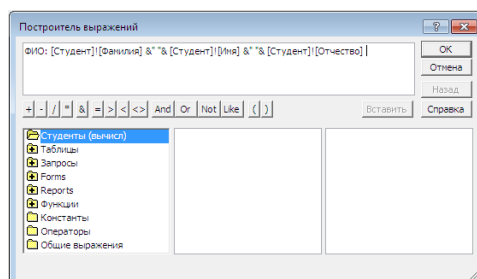 Построитель выражений
?
ФИО: [Студент]![Фамилия] &" "& [Студент]![Имя] &" "& [Студент]![Отчество]
ОК
Отмена
Назад
+ - / * & = > < <> And Or Not Like ( ) Вставить Справка
Студенты (вычисл)
Таблицы
Запросы
Forms
Reports
Функции
Константы
Операторы
Общие выражения